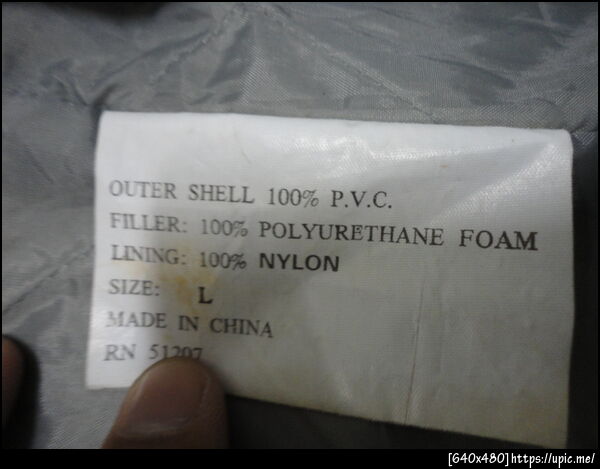 OUTER SHELL 100% P.V.C.
FILLER: 100% POLYURETHANE FOAM
LINING: 100% NYLON
SIZE: L
MADE IN CHINA
RN 51207
[640x480]https://upic.me/